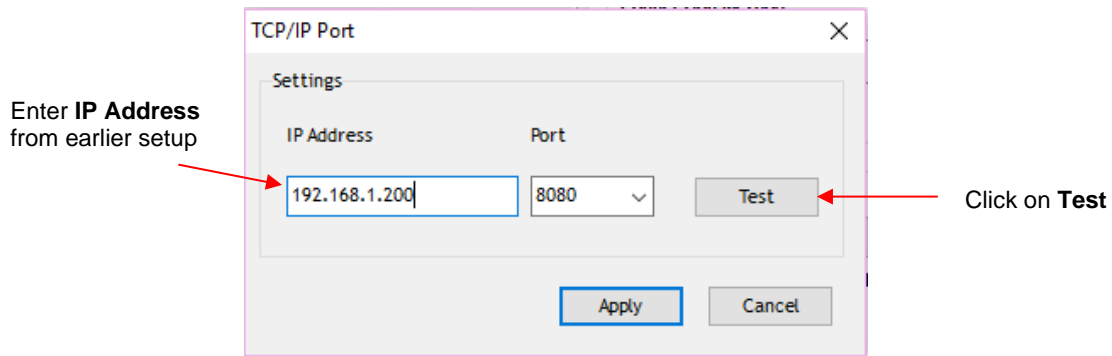 TCP/IP Port
Settings
Enter IP Address
from earlier setup
IP Address
Port
192.168.1.200
8080
Test
Click on Test
Apply
Cancel